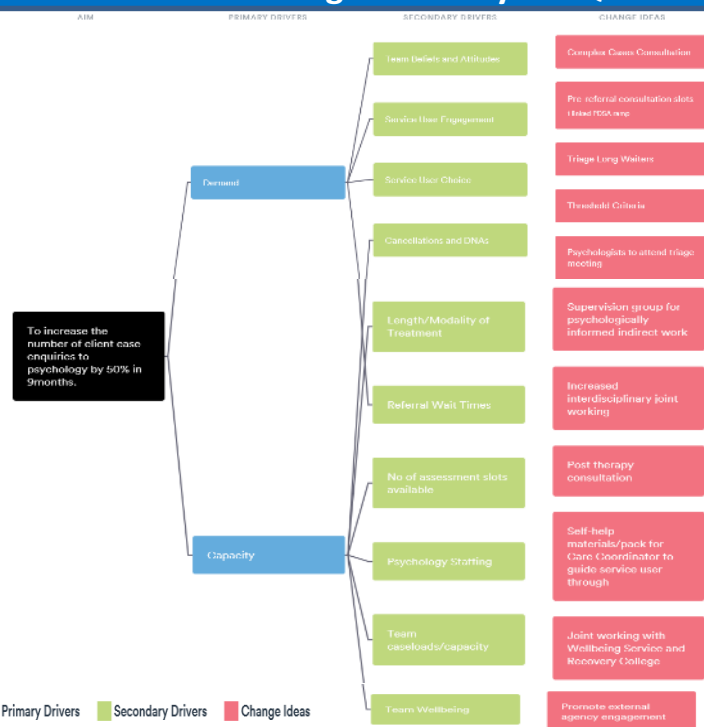 AIM
PRIMARY DRIVERS
SECONDARY DRIVERS
CHANGE IDEAS
To increase the
number of client case
enquiries to
psychology by 50% in
9months.
Demand
Capacity
Team Beliefs and Attitudes
Service User Engagement
Service User Choice
Cancellations and DNAs
Length/Modality of
Treatment
Referral Wait Times
No of assessment slots
available
Psychology Staffing
Team
caseloads/capacity
Team Wellbeing
Complex Cases Consultation
Pre-referral consultation slots
1 linked PDSA ramp
Triage Long Waiters
Threshold Criteria
Psychologists to attend triage
meeting
Supervision group for
psychologically
informed indirect work
Increased
interdisciplinary joint
working
Post therapy
consultation
Self-help
materials/pack for
Care Coordinator to
guide service user
through
Joint working with
Wellbeing Service and
Recovery College
Promote external
agency engagement
Primary Drivers
Secondary Drivers
Change Ideas